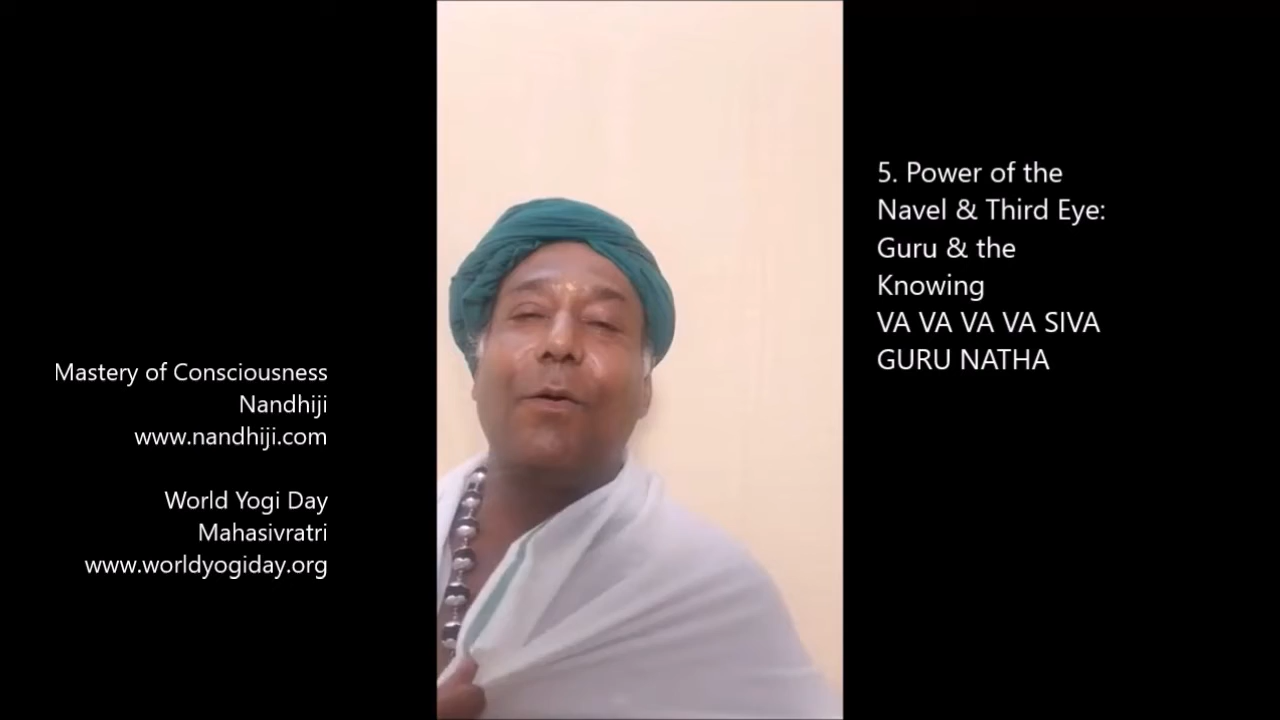 Mastery of Consciousness
Nandhiji
www.nandhiji.com
World Yogi Day
Mahasivratri
www.worldyogiday.org
5. Power of the
Navel & Third Eye:
Guru & the
Knowing
VA VA VA VA SIVA
GURU NATHA